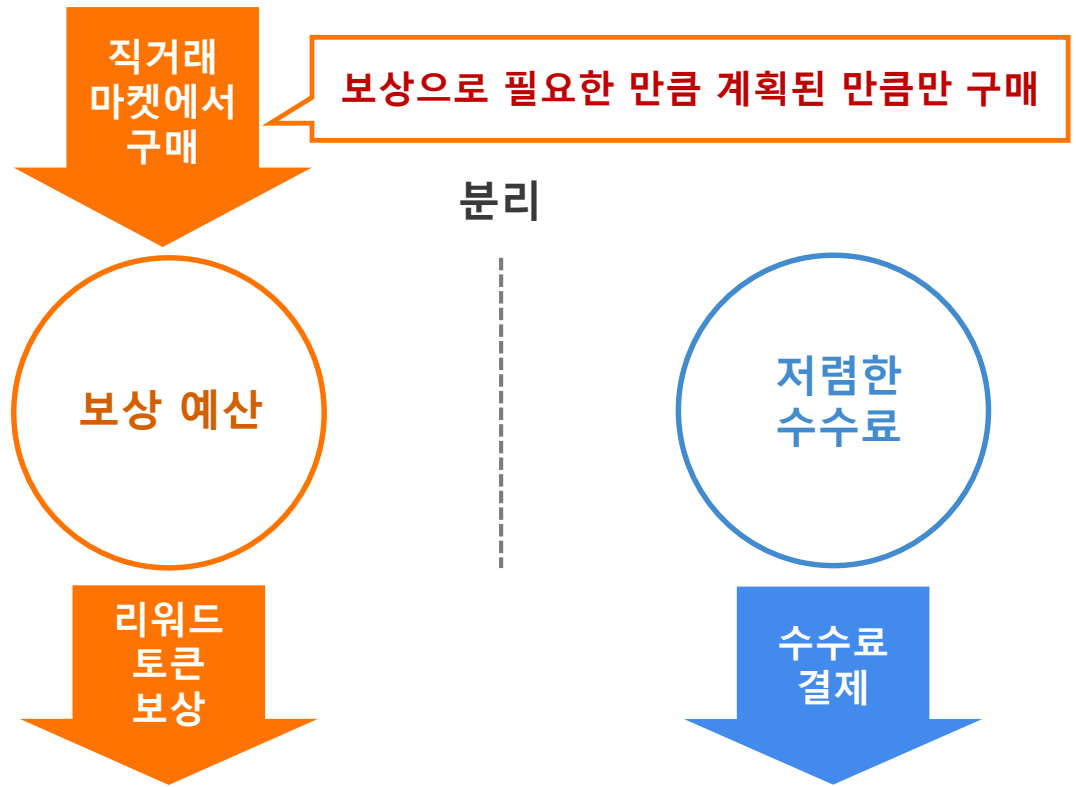 직거래
마켓에서
구매
보상으로 필요한 만큼 계획된 만큼만 구매
분리
보상 예산
저렴한
수수료
리워드
토큰
보상
수수료
결제